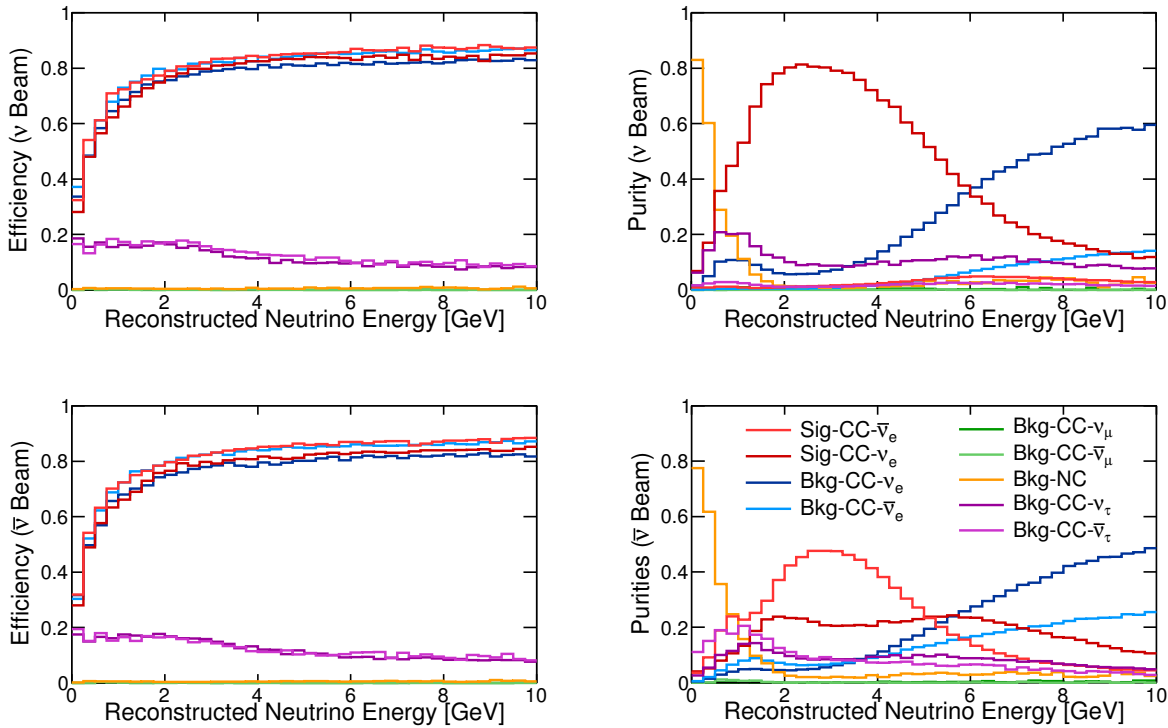 Efficiency (ν Beam)
1
0.8
0.6
0.4
0.2
0
0 2 4 6 8 10
Reconstructed Neutrino Energy [GeV]
Purity (ν Beam)
1
0.8
0.6
0.4
0.2
0
0 2 4 6 8 10
Reconstructed Neutrino Energy [GeV]
Efficiency (ν̅ Beam)
1
0.8
0.6
0.4
0.2
0
0 2 4 6 8 10
Reconstructed Neutrino Energy [GeV]
Purities (ν̅ Beam)
1
0.8
0.6
0.4
0.2
0
Sig-CC-ν̅e
Sig-CC-νe
Bkg-CC-νe
Bkg-CC-ν̅e
Bkg-CC-νμ
Bkg-CC-ν̅μ
Bkg-NC
Bkg-CC-ντ
Bkg-CC-ν̅τ
0 2 4 6 8 10
Reconstructed Neutrino Energy [GeV]